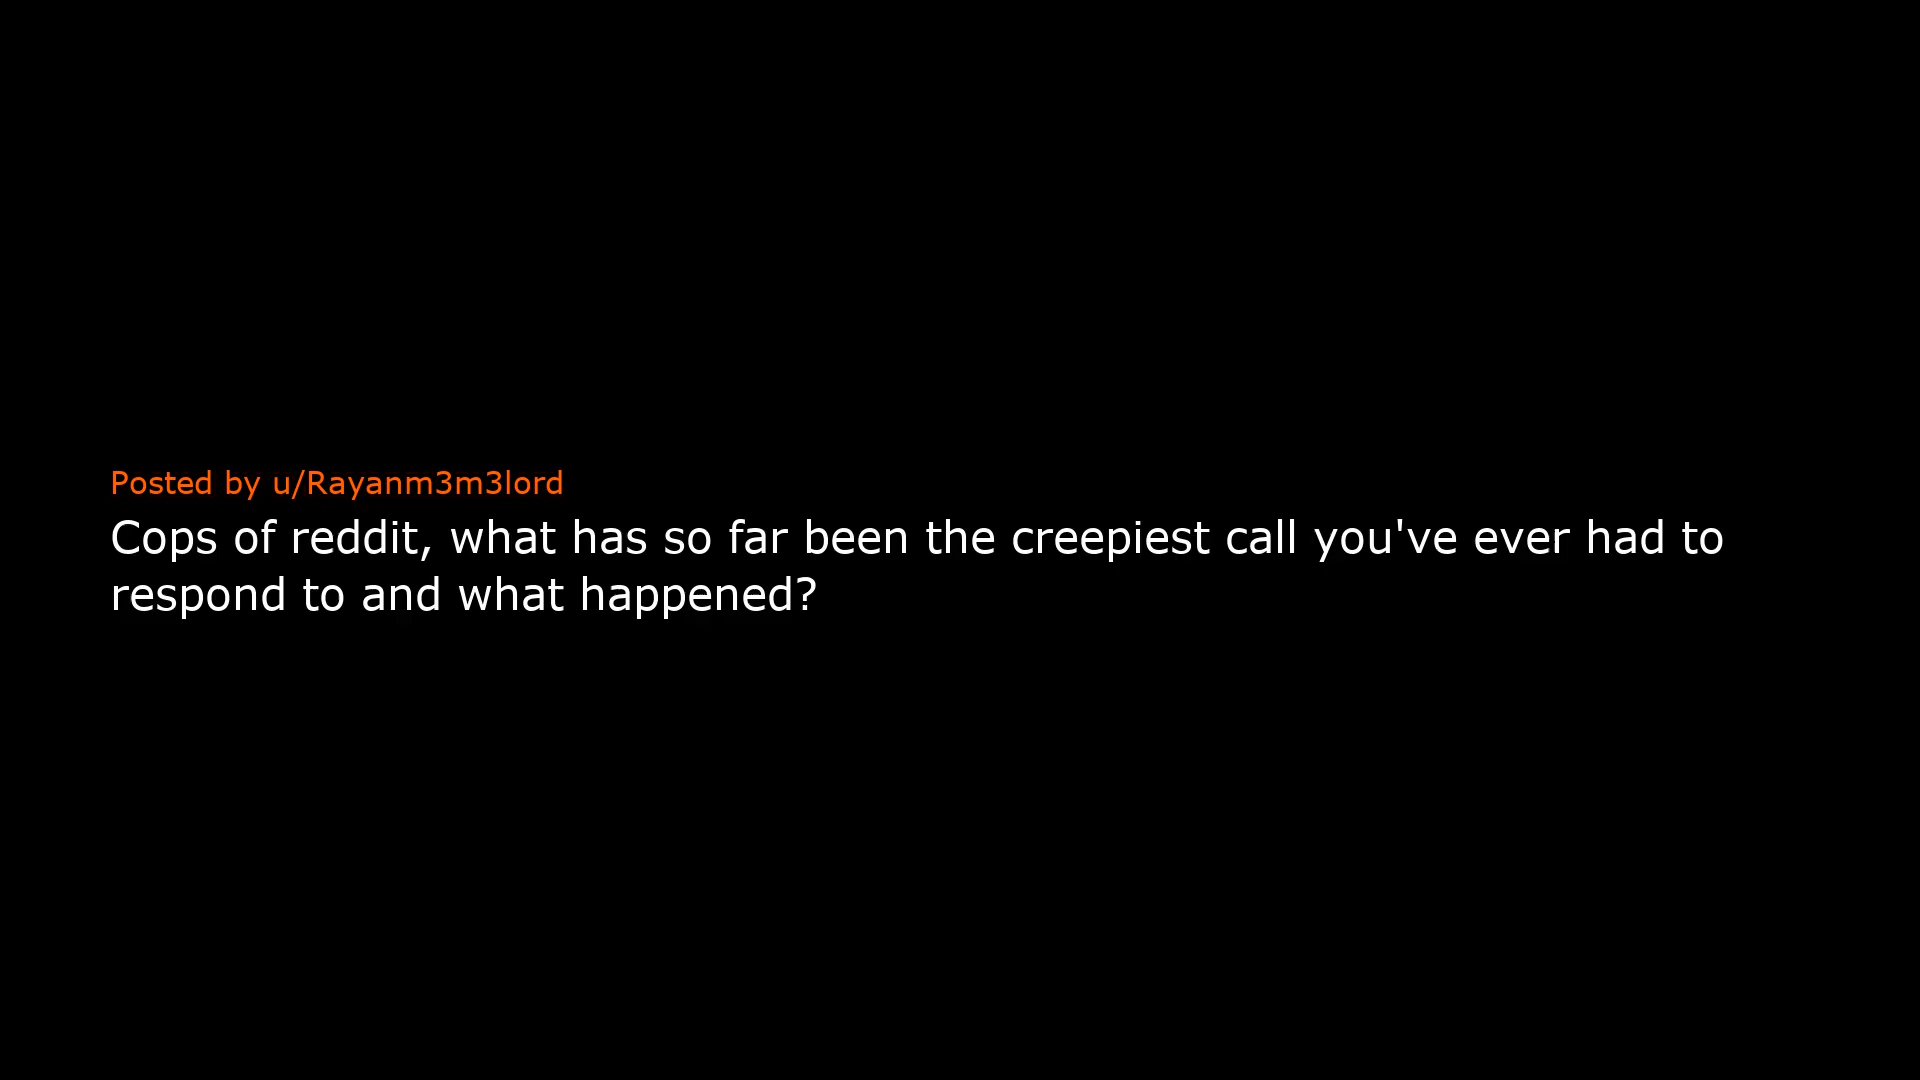 Posted by u/Rayanm3m3lord
Cops of reddit, what has so far been the creepiest call you've ever had to
respond to and what happened?